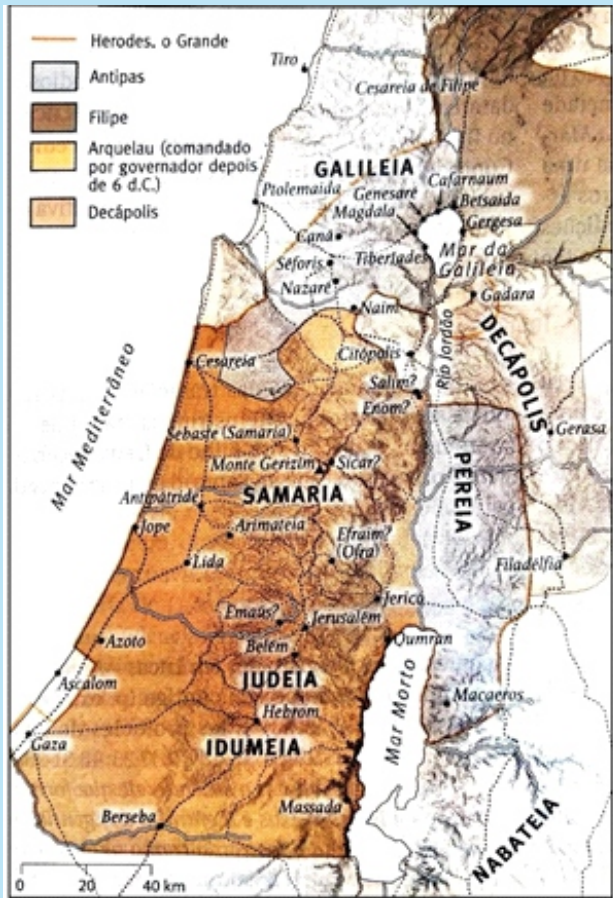 Herodes, o Grande
Antipas
Filipe
Arquelau (comandado
por governador depois
de 6 d.C.)
Decápolis
Tiro
Cesareia de Filipe
GALILEIA
Ptolemaida
Genesaré
Cafarnaum
Magdala
Betsaida
Caná
Gergesa
Séforis
Tiberíades
Mar da
Galileia
Nazaré
Naim
Gadara
Cesareia
Citópolis
Rio Jordão
DECÁPOLIS
Salim?
Enom?
Mar Mediterrâneo
Sebaste (Samaria)
Gerasa
Monte Gerizim
Sicar?
SAMARIA
PEREIA
Antipátride
Jope
Arimateia
Efraim?
(Ofra)
Lida
Filadélfia
Jericó
Emaús?
Jerusalém
Azoto
Belém
Qumran
Ascalom
JUDEIA
Mar Morto
Macaeros
Hebrom
Gaza
IDUMEIA
Massada
Berseba
NABATEIA
0 20 40 km